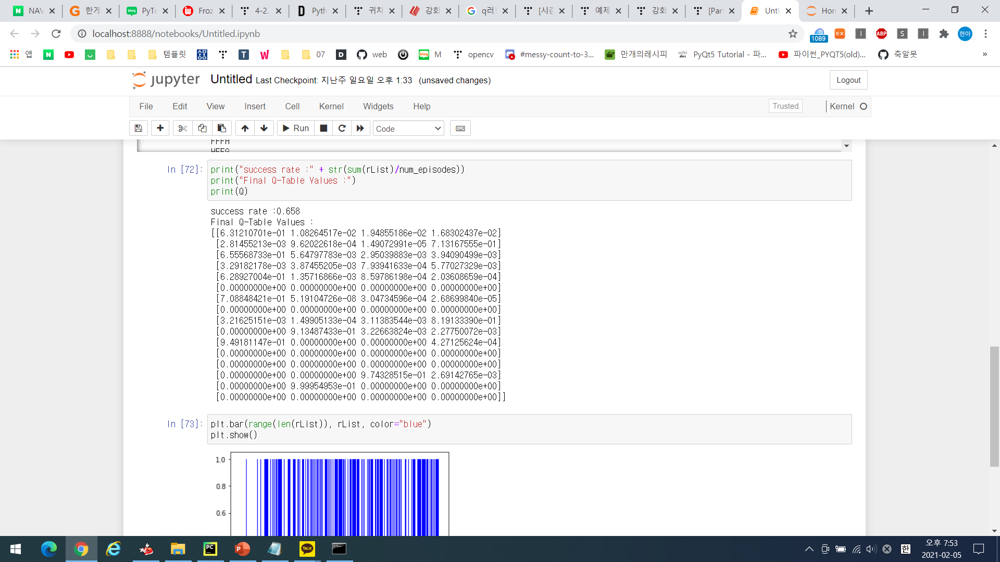 NAV
한게
PyTo
Froz
4-2.
Pyth
귀차
강화
q러닝
[시즌
예제
강화
[Part
Unti
Hom
localhost:8888/notebooks/Untitled.ipynb
1089
EX
ABP
S
현아
앱
템플릿
07
web
M
opencv
#messy-count-to-3...
만개의레시피
PyQt5 Tutorial - 파...
파이썬_PYQT5(old)...
축알못
»
jupyter Untitled Last Checkpoint: 지난주 일요일 오후 1:33 (unsaved changes)
Logout
File Edit View Insert Cell Kernel Widgets Help
Trusted
Kernel
Run
Code
FFFH
HFFG
In [72]:
print("success rate :" + str(sum(rList)/num_episodes))
print("Final Q-Table Values :")
print(Q)
success rate :0.658
Final Q-Table Values :
[[6.31210701e-01 1.08264517e-02 1.94855186e-02 1.68302437e-02]
[2.81455213e-03 9.62022618e-04 1.49072991e-05 7.13167555e-01]
[6.55568733e-01 5.64797783e-03 2.95039883e-03 3.94090499e-03]
[3.29182178e-03 3.87455205e-03 7.93941633e-04 5.77027329e-03]
[6.28927004e-01 1.35716866e-03 8.59786198e-04 2.03608659e-04]
[0.00000000e+00 0.00000000e+00 0.00000000e+00 0.00000000e+00]
[7.08848421e-01 5.19104726e-08 3.04734596e-04 2.68699840e-05]
[0.00000000e+00 0.00000000e+00 0.00000000e+00 0.00000000e+00]
[3.21625151e-03 1.49905133e-04 3.11383544e-03 8.19133390e-01]
[0.00000000e+00 9.13487433e-01 3.22663824e-03 2.27750072e-03]
[9.49181147e-01 0.00000000e+00 0.00000000e+00 4.27125624e-04]
[0.00000000e+00 0.00000000e+00 0.00000000e+00 0.00000000e+00]
[0.00000000e+00 0.00000000e+00 0.00000000e+00 0.00000000e+00]
[0.00000000e+00 0.00000000e+00 9.74328515e-01 2.69142765e-03]
[0.00000000e+00 9.99954953e-01 0.00000000e+00 0.00000000e+00]
[0.00000000e+00 0.00000000e+00 0.00000000e+00 0.00000000e+00]]
In [73]:
plt.bar(range(len(rList)), rList, color="blue")
plt.show()
1.0
0.8
0.6
PC
TALK
한
오후 7:53
2021-02-05